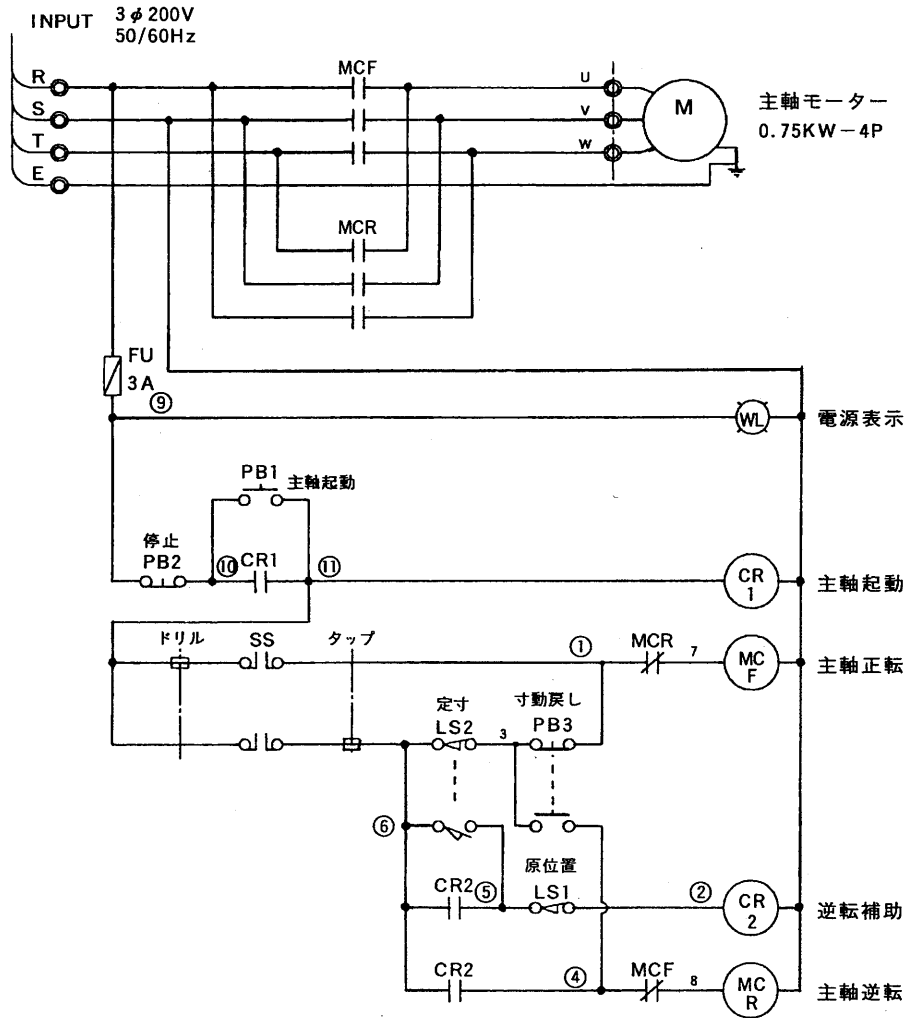 INPUT 3φ200V
50/60Hz
MCF
R
U
M
主軸モーター
0.75KW-4P
S
V
T
W
E
MCR
FU
3A
⑨
WL
電源表示
PB1 主軸起動
停止
PB2
⑩
CR1
⑪
CR
1
主軸起動
ドリル
SS
タップ
①
MCR
7
MC
F
主軸正転
定寸
LS2
3
寸動戻し
PB3
⑥
原位置
CR2
⑤
LS1
②
CR
2
逆転補助
CR2
④
MCF
8
MC
R
主軸逆転